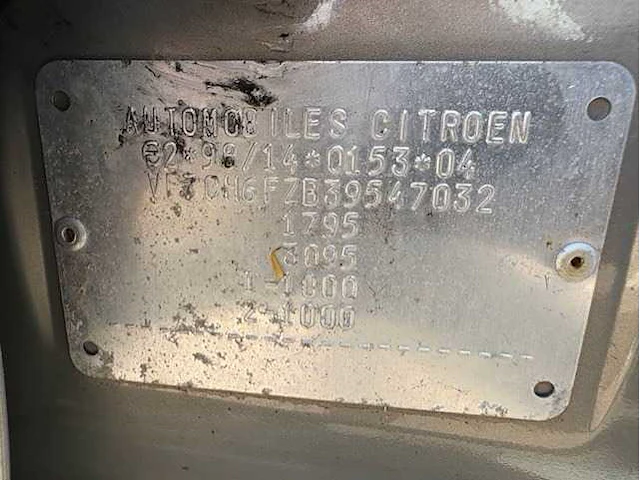 AUTOMOBILES CITROEN
e2*98/14*0153*04
VF7CH6FZB39547032
1795
3095
1-1000
2-1000